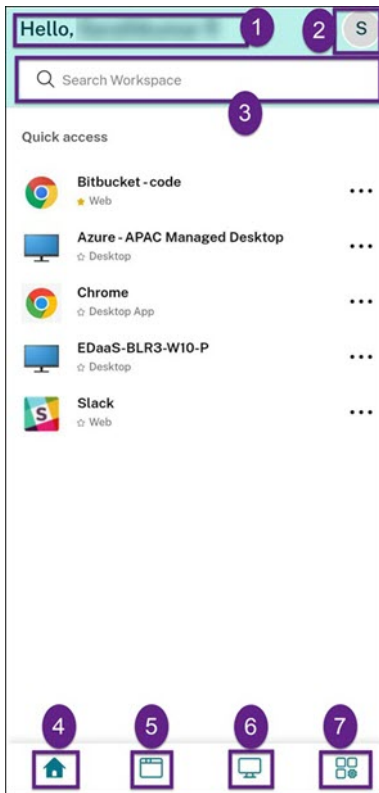 Hello,
1
2
S
Search Workspace
3
Quick access
Bitbucket - code
Web
Azure - APAC Managed Desktop
Desktop
Chrome
Desktop App
EDaaS-BLR3-W10-P
Desktop
S
Slack
Web
4
5
6
7